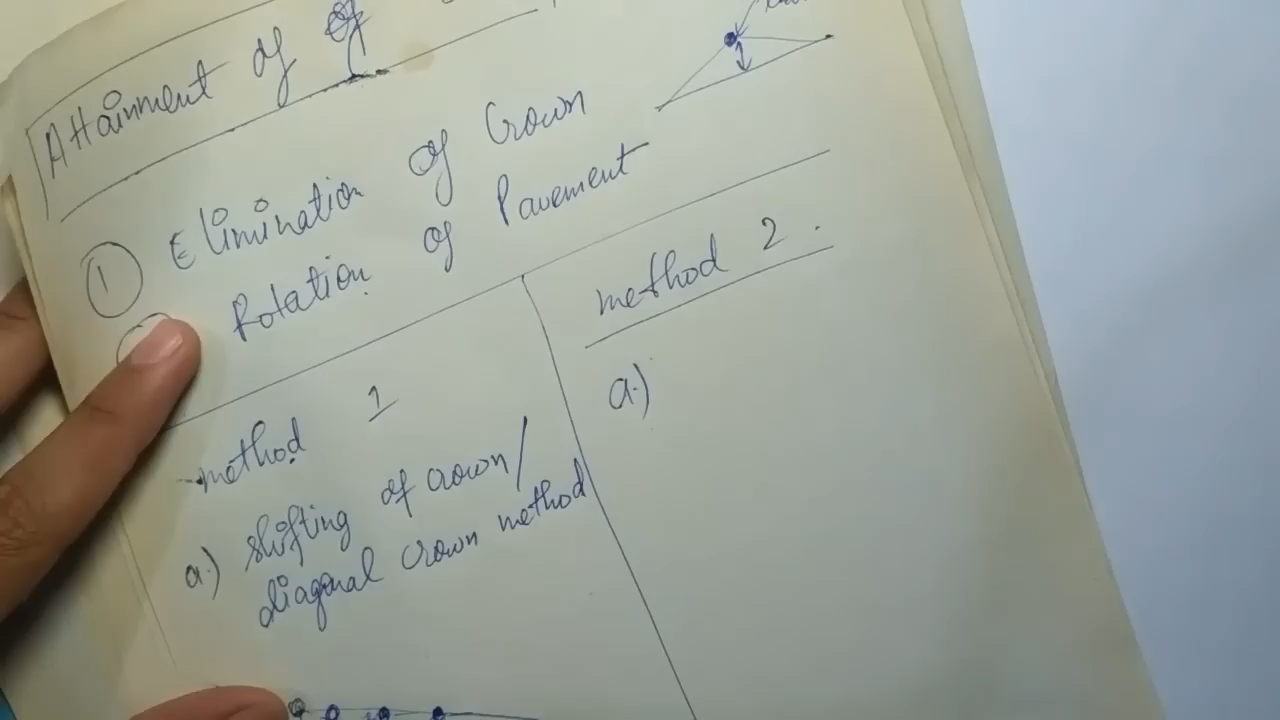 Attainment of
① Elimination of Crown
Rotation of Pavement
method 1
a.) shifting of crown/
diagonal crown method
method 2.
a.)